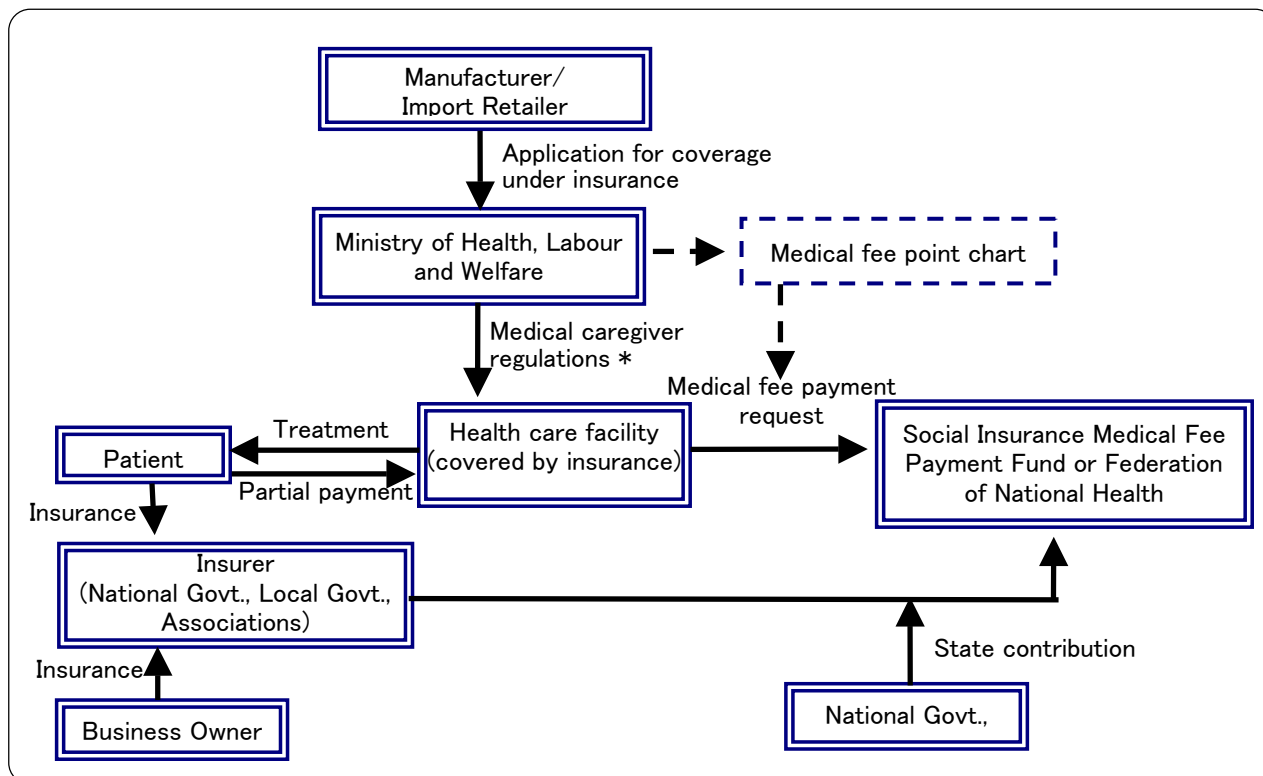 Manufacturer/
Import Retailer
Application for coverage
under insurance
Ministry of Health, Labour
and Welfare
Medical fee point chart
Medical caregiver
regulations *
Medical fee payment
request
Treatment
Health care facility
(covered by insurance)
Patient
Partial payment
Social Insurance Medical Fee
Payment Fund or Federation
of National Health
Insurance
Insurer
(National Govt., Local Govt.,
Associations)
Insurance
State contribution
Business Owner
National Govt.,